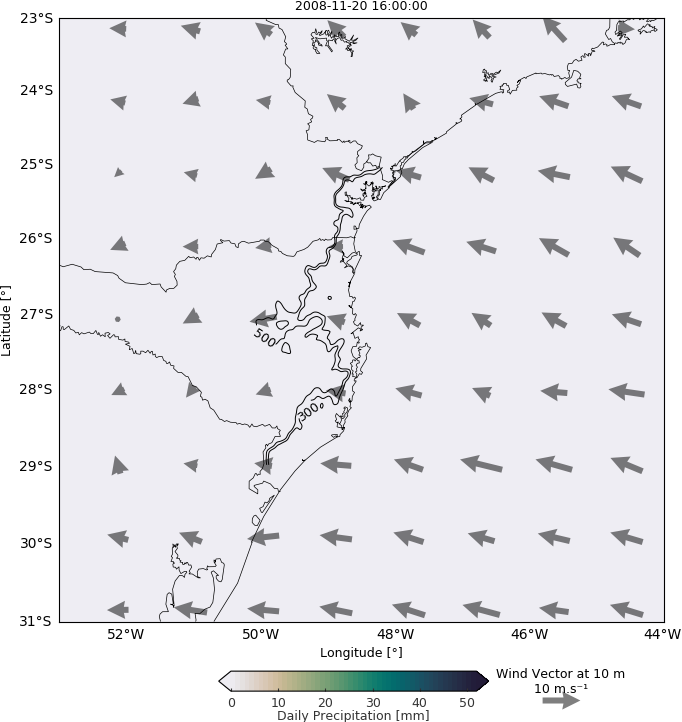 2008-11-20 16:00:00
23°S
24°S
25°S
26°S
27°S
28°S
29°S
30°S
31°S
Latitude [°]
500
300
52°W 50°W 48°W 46°W 44°W
Longitude [°]
0 10 20 30 40 50
Daily Precipitation [mm]
Wind Vector at 10 m
10 m.s⁻¹